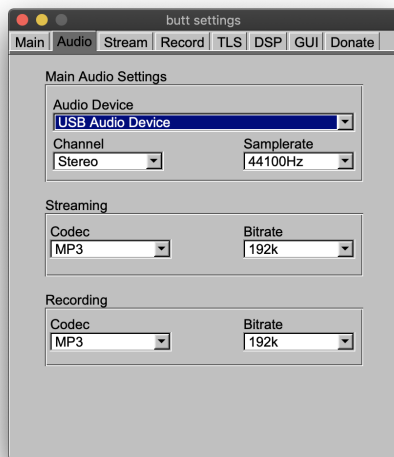 butt settings
Main Audio Stream Record TLS DSP GUI Donate
Main Audio Settings
Audio Device
USB Audio Device
Channel Samplerate
Stereo 44100Hz
Streaming
Codec Bitrate
MP3 192k
Recording
Codec Bitrate
MP3 192k